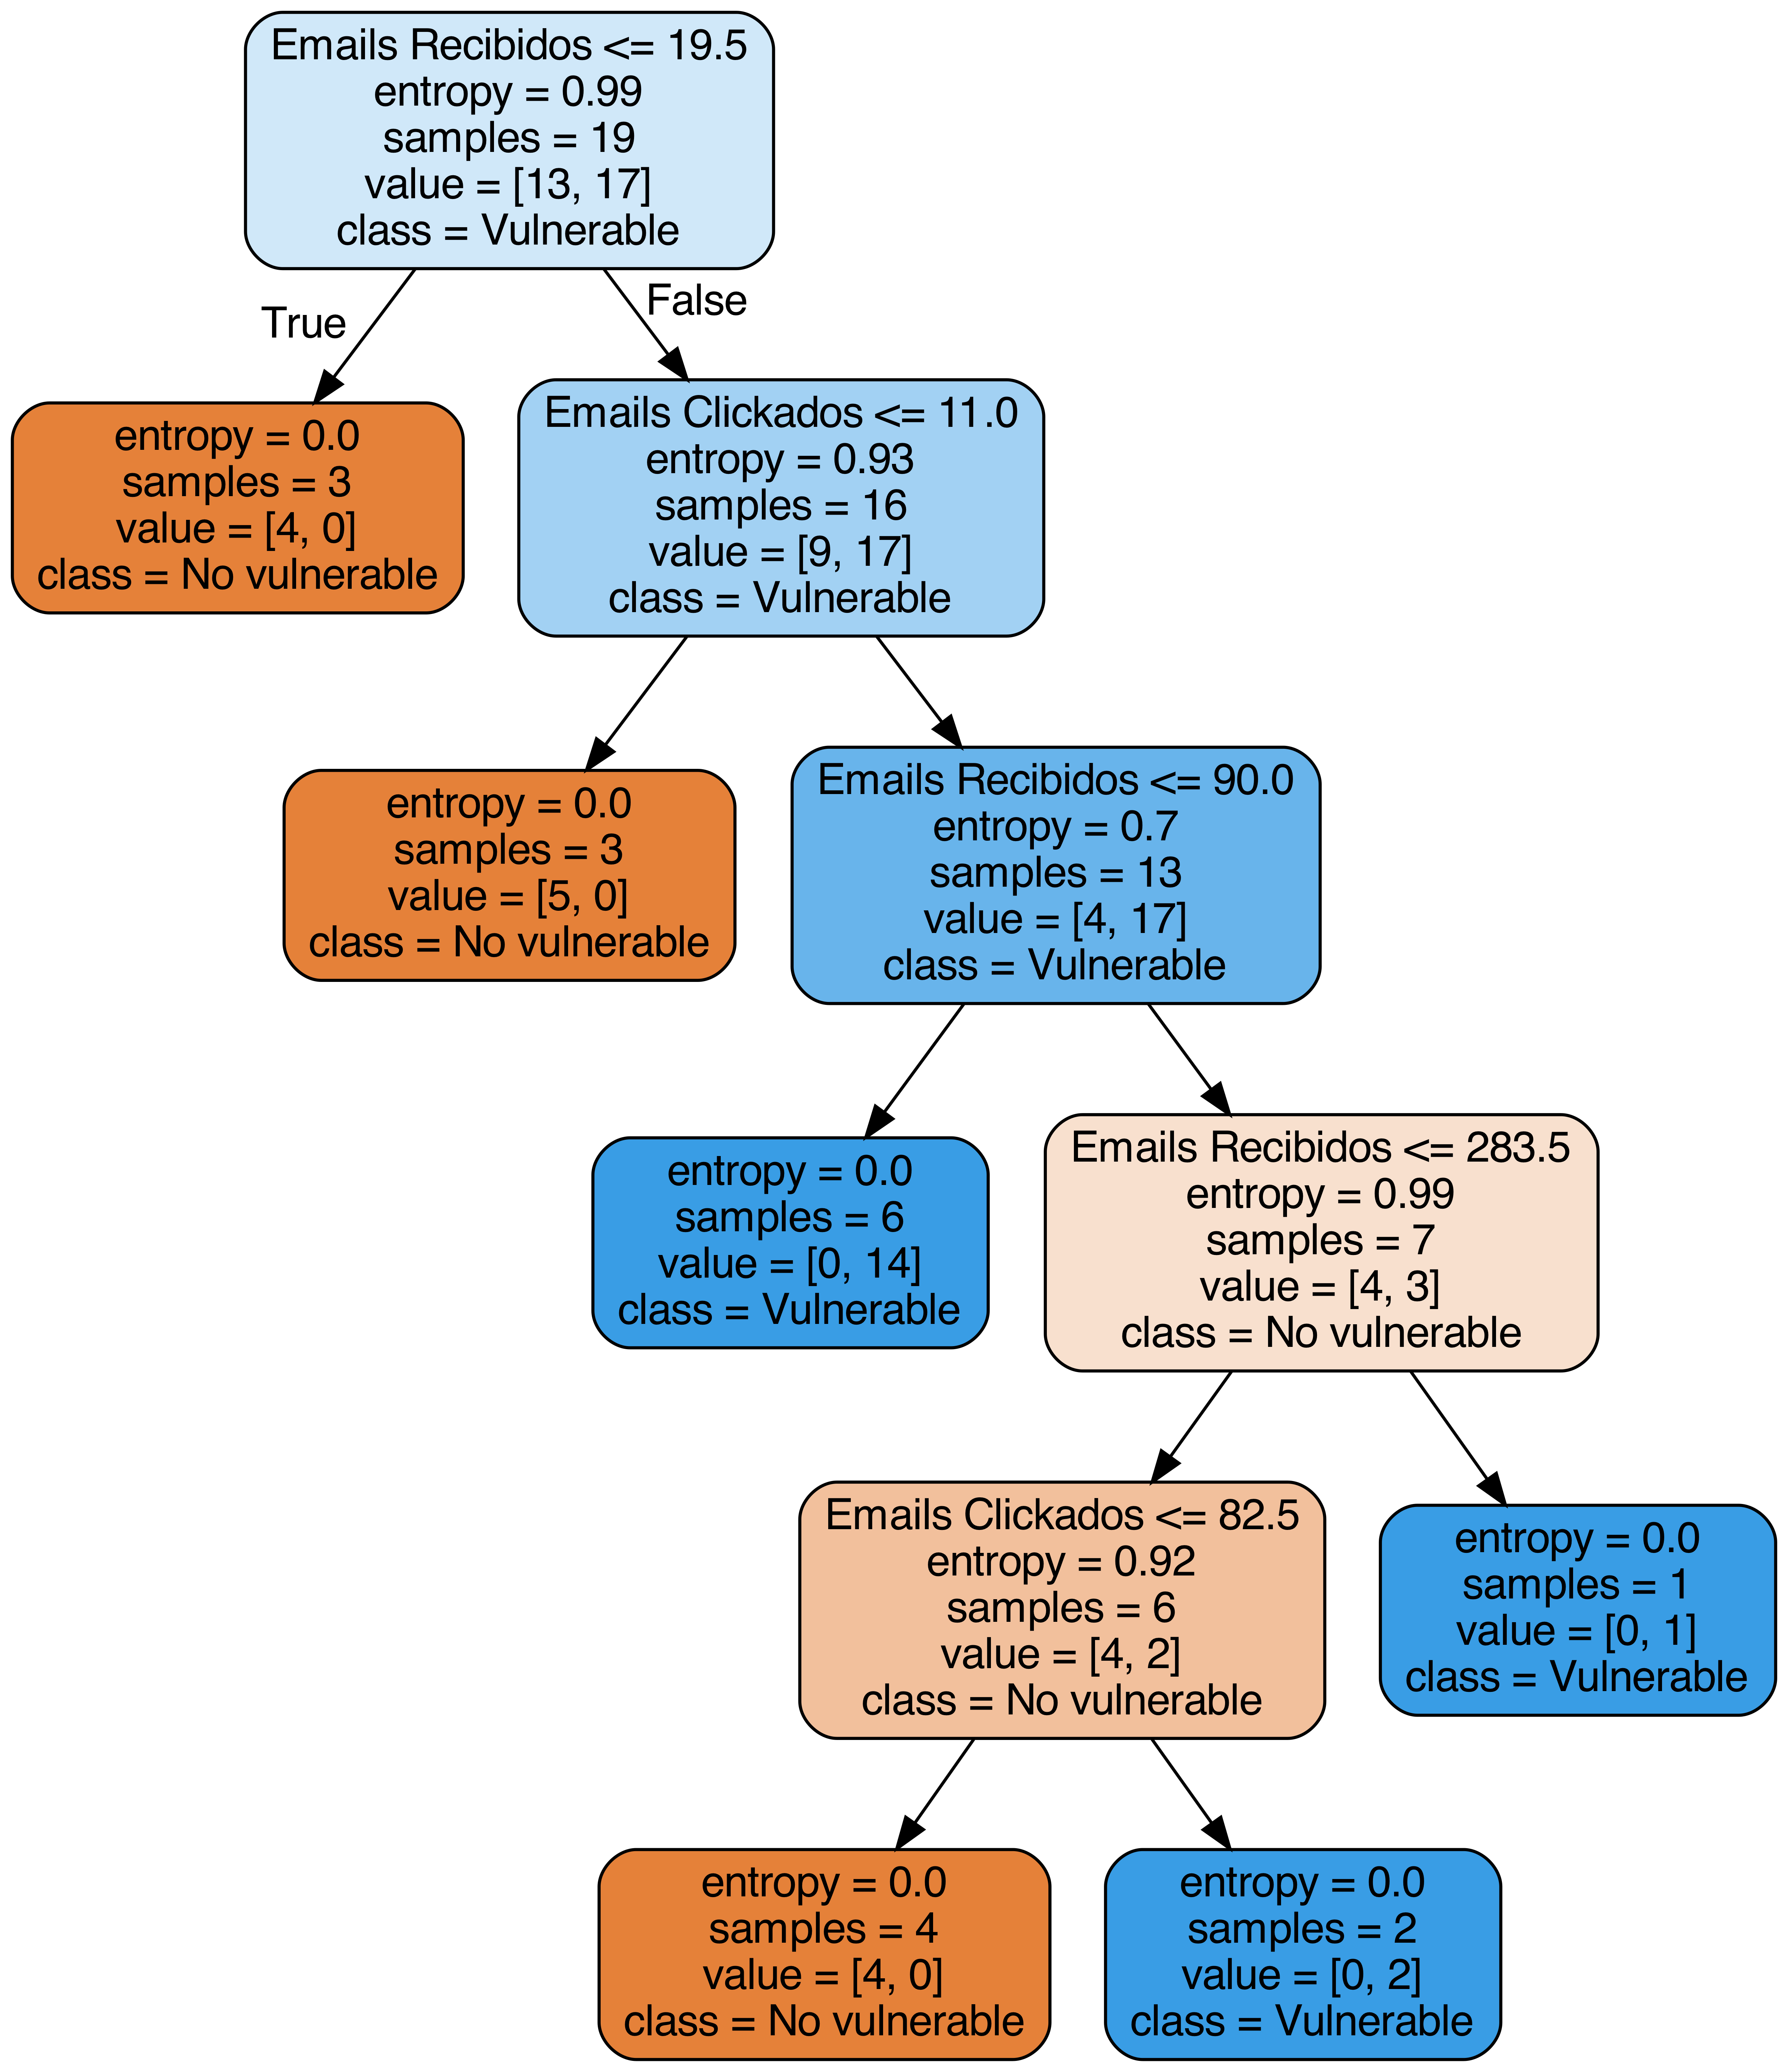 Emails Recibidos <= 19.5
entropy = 0.99
samples = 19
value = [13, 17]
class = Vulnerable
True
False
entropy = 0.0
samples = 3
value = [4, 0]
class = No vulnerable
Emails Clickados <= 11.0
entropy = 0.93
samples = 16
value = [9, 17]
class = Vulnerable
entropy = 0.0
samples = 3
value = [5, 0]
class = No vulnerable
Emails Recibidos <= 90.0
entropy = 0.7
samples = 13
value = [4, 17]
class = Vulnerable
entropy = 0.0
samples = 6
value = [0, 14]
class = Vulnerable
Emails Recibidos <= 283.5
entropy = 0.99
samples = 7
value = [4, 3]
class = No vulnerable
Emails Clickados <= 82.5
entropy = 0.92
samples = 6
value = [4, 2]
class = No vulnerable
entropy = 0.0
samples = 1
value = [0, 1]
class = Vulnerable
entropy = 0.0
samples = 4
value = [4, 0]
class = No vulnerable
entropy = 0.0
samples = 2
value = [0, 2]
class = Vulnerable